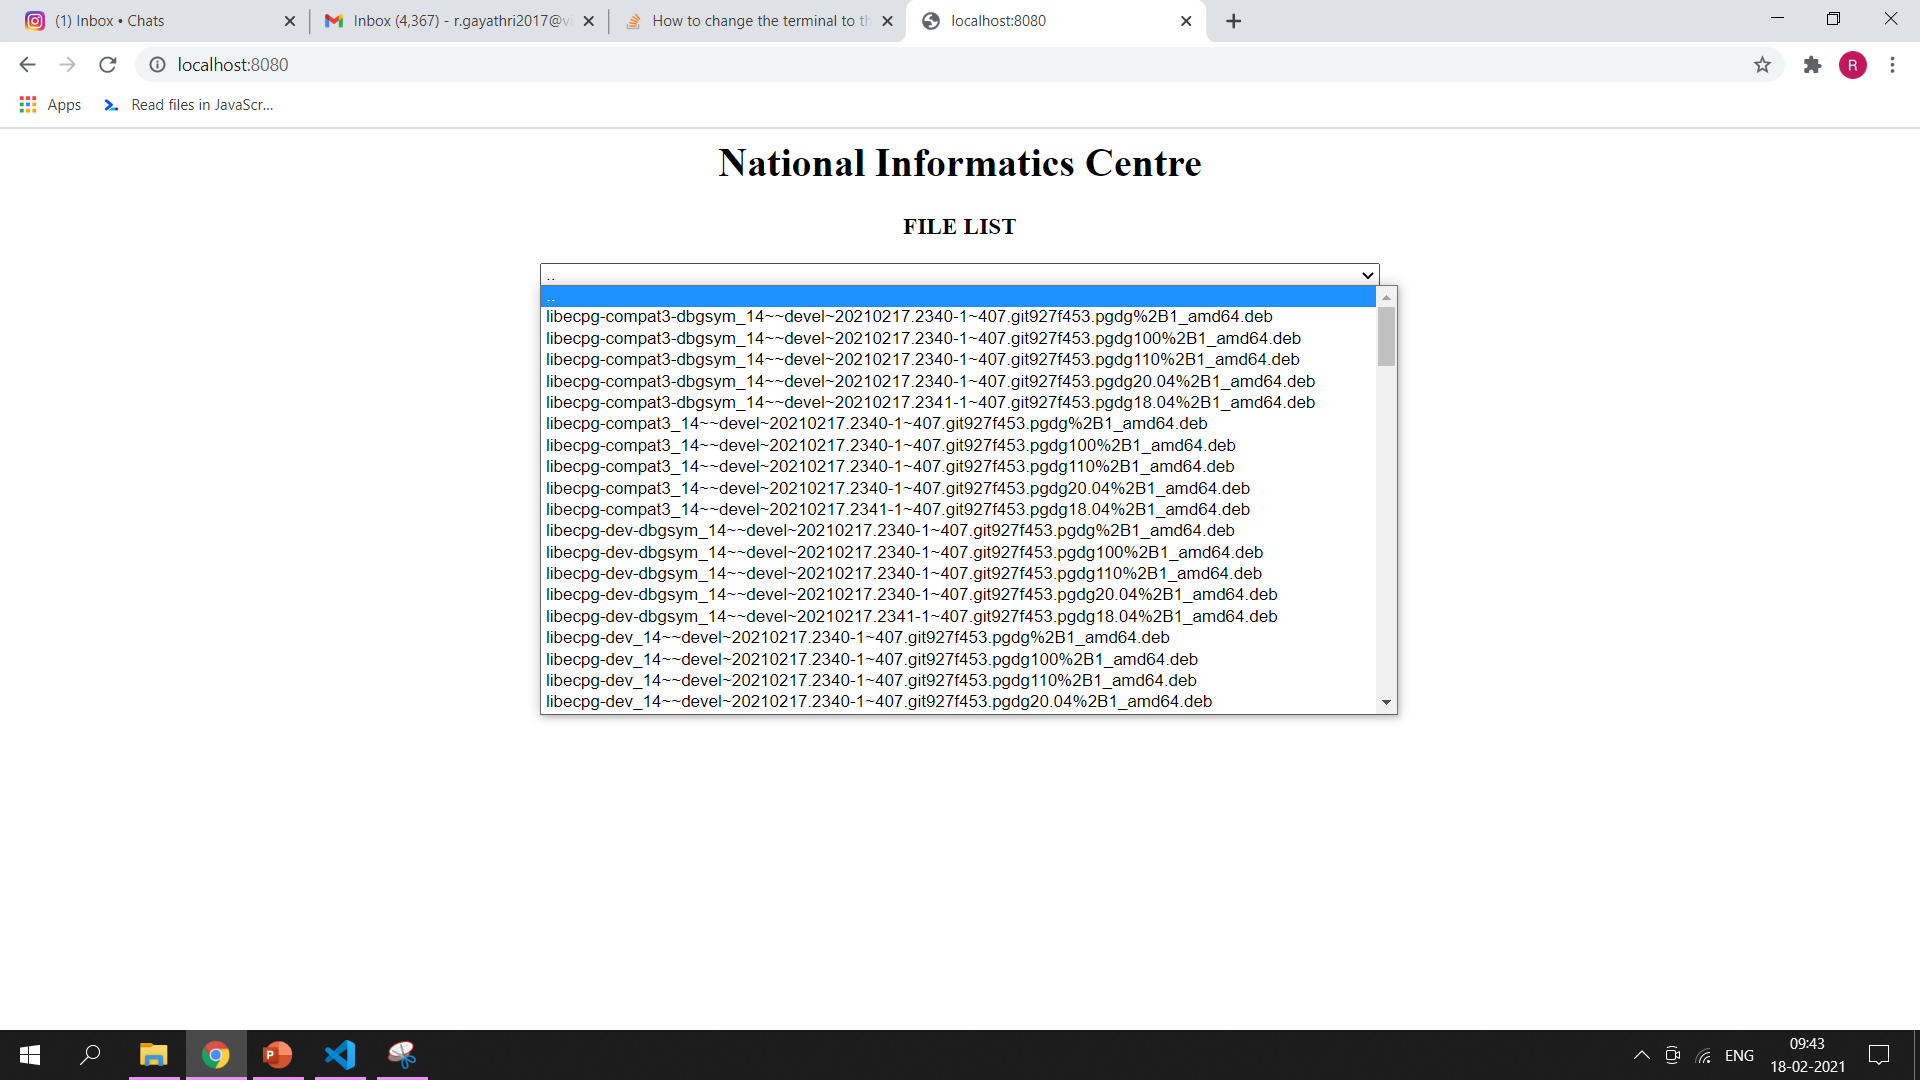 (1) Inbox • Chats
Inbox (4,367) - r.gayathri2017@v
How to change the terminal to th
localhost:8080
localhost:8080
R
Apps
Read files in JavaScr...
National Informatics Centre
FILE LIST
..
..
libecpg-compat3-dbgsym_14~~devel~20210217.2340-1~407.git927f453.pgdg%2B1_amd64.deb
libecpg-compat3-dbgsym_14~~devel~20210217.2340-1~407.git927f453.pgdg100%2B1_amd64.deb
libecpg-compat3-dbgsym_14~~devel~20210217.2340-1~407.git927f453.pgdg110%2B1_amd64.deb
libecpg-compat3-dbgsym_14~~devel~20210217.2340-1~407.git927f453.pgdg20.04%2B1_amd64.deb
libecpg-compat3-dbgsym_14~~devel~20210217.2341-1~407.git927f453.pgdg18.04%2B1_amd64.deb
libecpg-compat3_14~~devel~20210217.2340-1~407.git927f453.pgdg%2B1_amd64.deb
libecpg-compat3_14~~devel~20210217.2340-1~407.git927f453.pgdg100%2B1_amd64.deb
libecpg-compat3_14~~devel~20210217.2340-1~407.git927f453.pgdg110%2B1_amd64.deb
libecpg-compat3_14~~devel~20210217.2340-1~407.git927f453.pgdg20.04%2B1_amd64.deb
libecpg-compat3_14~~devel~20210217.2341-1~407.git927f453.pgdg18.04%2B1_amd64.deb
libecpg-dev-dbgsym_14~~devel~20210217.2340-1~407.git927f453.pgdg%2B1_amd64.deb
libecpg-dev-dbgsym_14~~devel~20210217.2340-1~407.git927f453.pgdg100%2B1_amd64.deb
libecpg-dev-dbgsym_14~~devel~20210217.2340-1~407.git927f453.pgdg110%2B1_amd64.deb
libecpg-dev-dbgsym_14~~devel~20210217.2340-1~407.git927f453.pgdg20.04%2B1_amd64.deb
libecpg-dev-dbgsym_14~~devel~20210217.2341-1~407.git927f453.pgdg18.04%2B1_amd64.deb
libecpg-dev_14~~devel~20210217.2340-1~407.git927f453.pgdg%2B1_amd64.deb
libecpg-dev_14~~devel~20210217.2340-1~407.git927f453.pgdg100%2B1_amd64.deb
libecpg-dev_14~~devel~20210217.2340-1~407.git927f453.pgdg110%2B1_amd64.deb
libecpg-dev_14~~devel~20210217.2340-1~407.git927f453.pgdg20.04%2B1_amd64.deb
ENG
09:43
18-02-2021